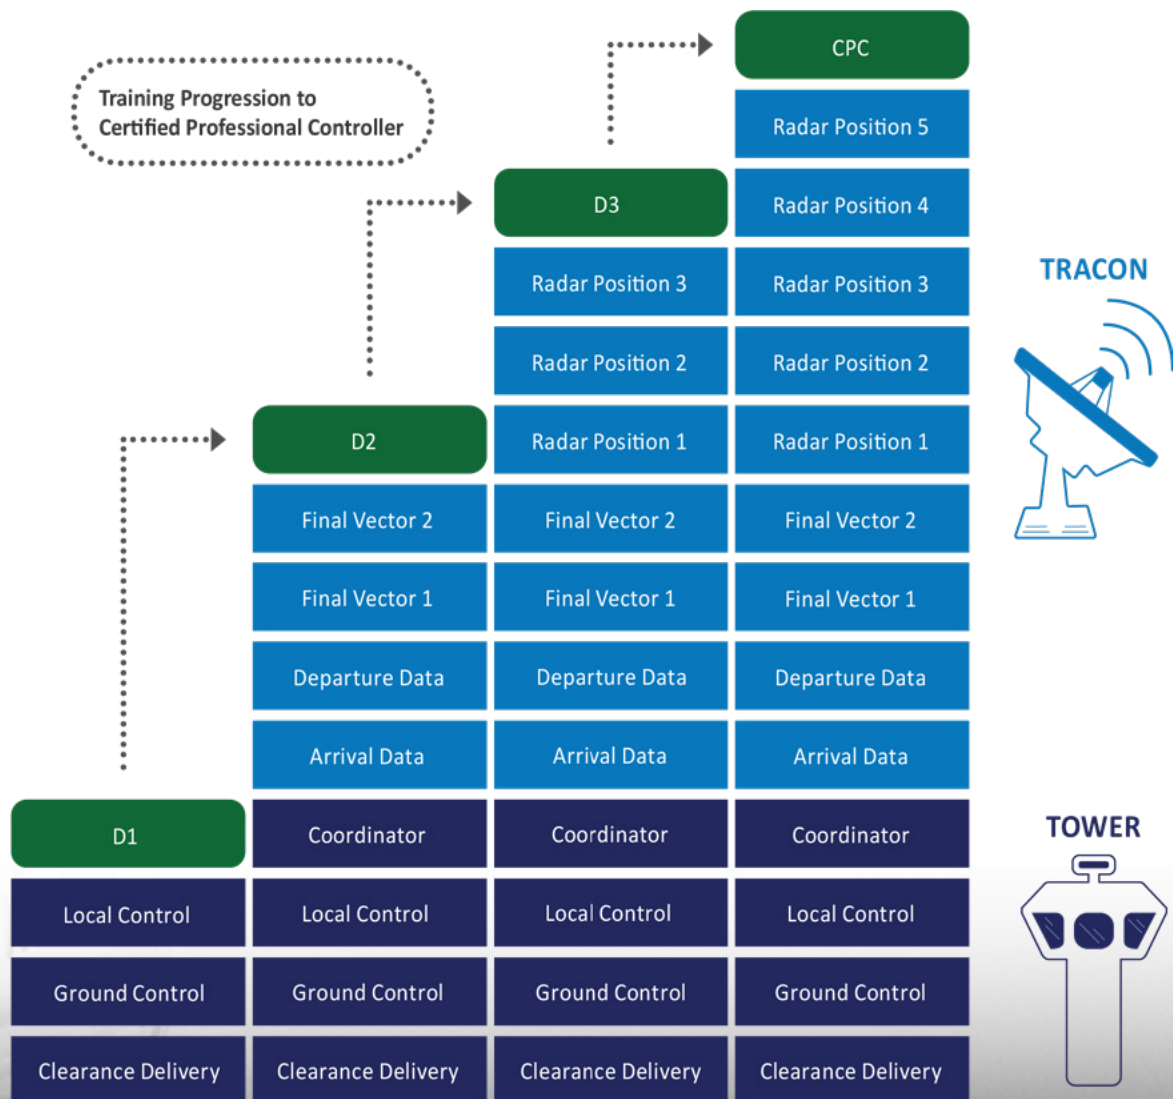 Training Progression to
Certified Professional Controller
D1
Local Control
Ground Control
Clearance Delivery
D2
Final Vector 2
Final Vector 1
Departure Data
Arrival Data
Coordinator
Local Control
Ground Control
Clearance Delivery
D3
Radar Position 3
Radar Position 2
Radar Position 1
Final Vector 2
Final Vector 1
Departure Data
Arrival Data
Coordinator
Local Control
Ground Control
Clearance Delivery
CPC
Radar Position 5
Radar Position 4
Radar Position 3
Radar Position 2
Radar Position 1
Final Vector 2
Final Vector 1
Departure Data
Arrival Data
Coordinator
Local Control
Ground Control
Clearance Delivery
TRACON
TOWER